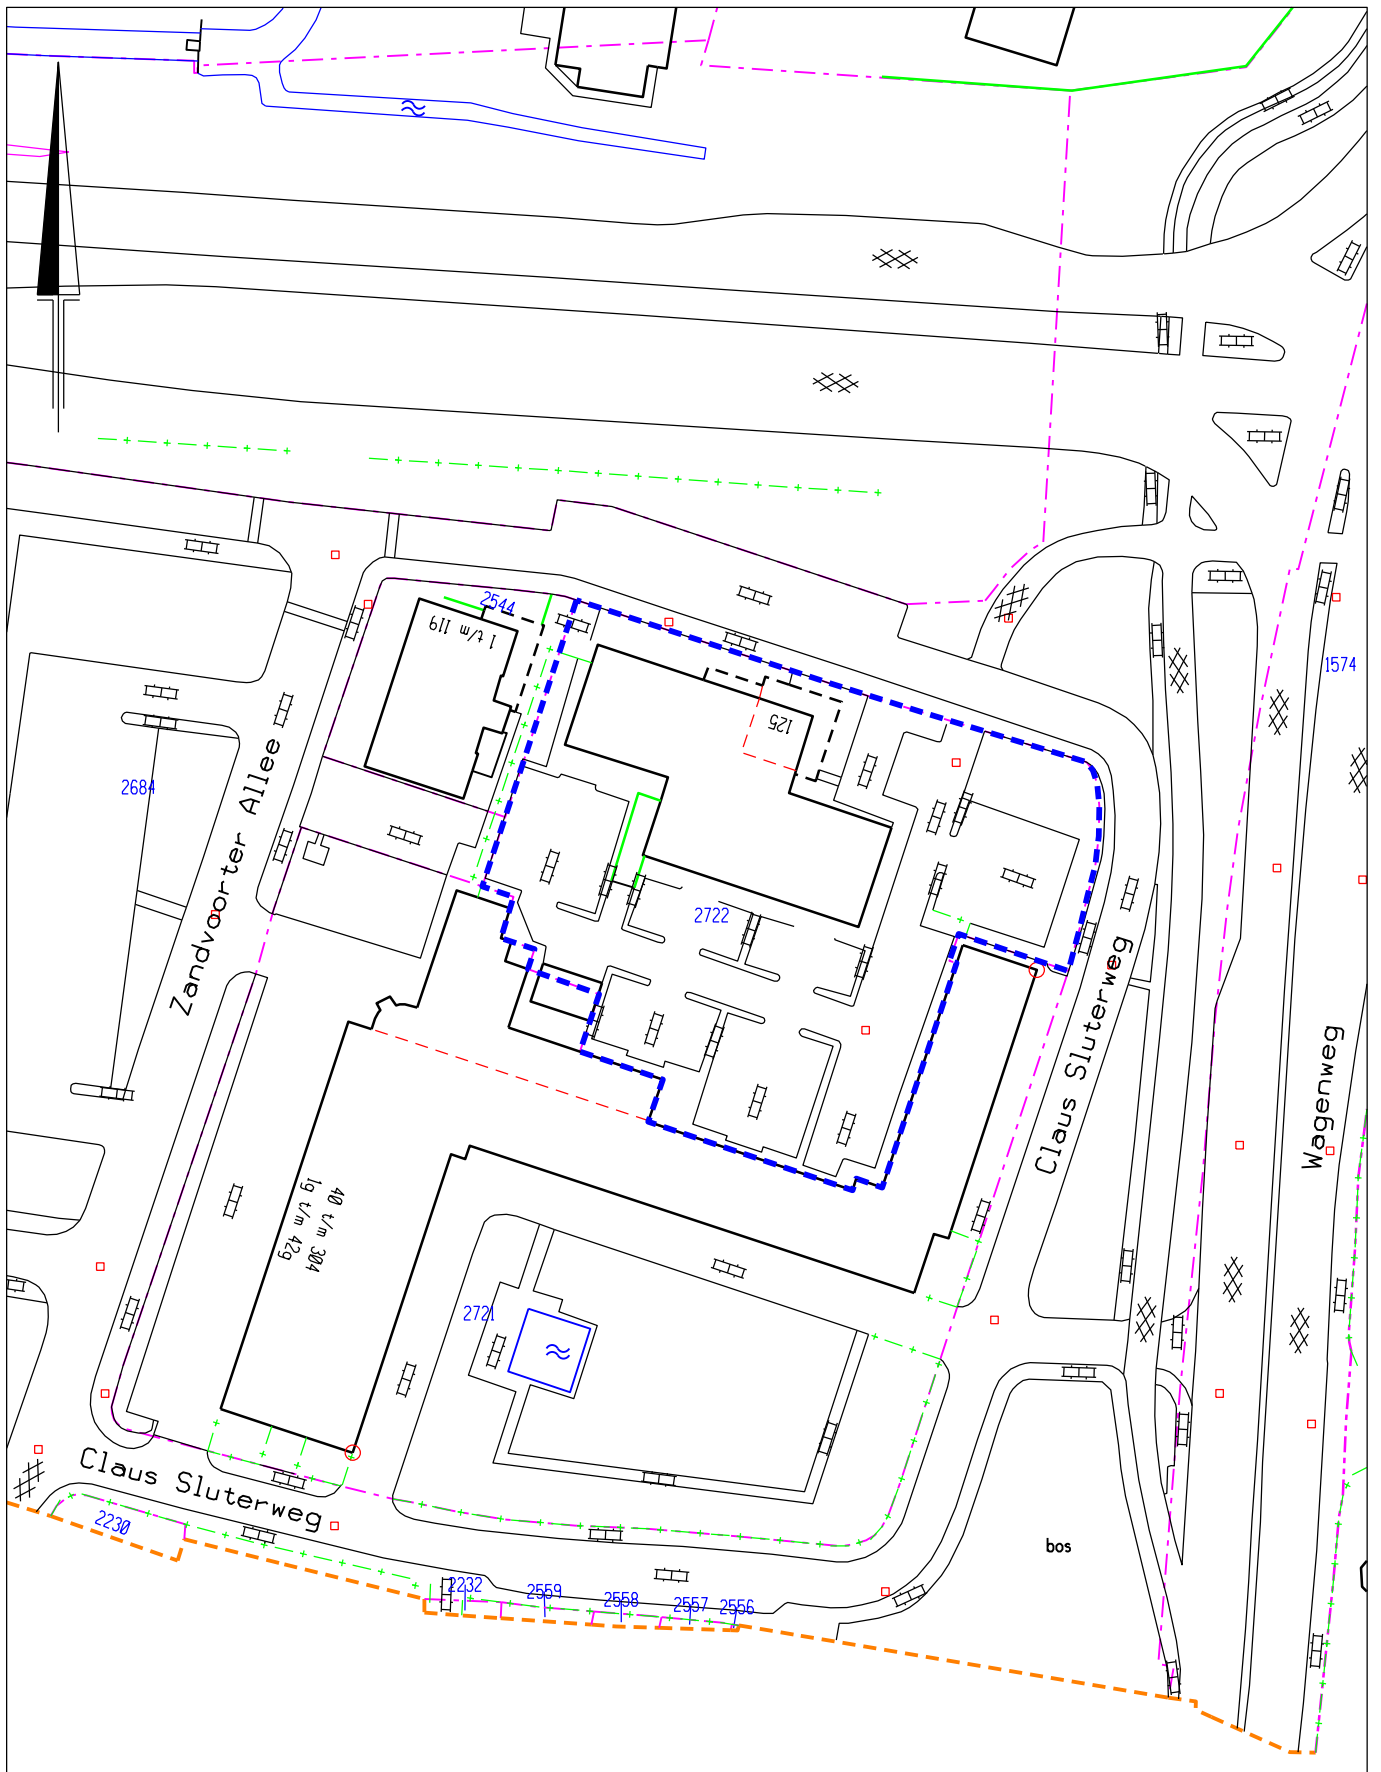 2544
1 t/m 119
1574
125
2684
Zandvoorter Allee
2722
Claus Sluterweg
Wagenweg
40 t/m 304
1g t/m 42g
2721
Claus Sluterweg
2230
bos
2232
2559
2558
2557
2556